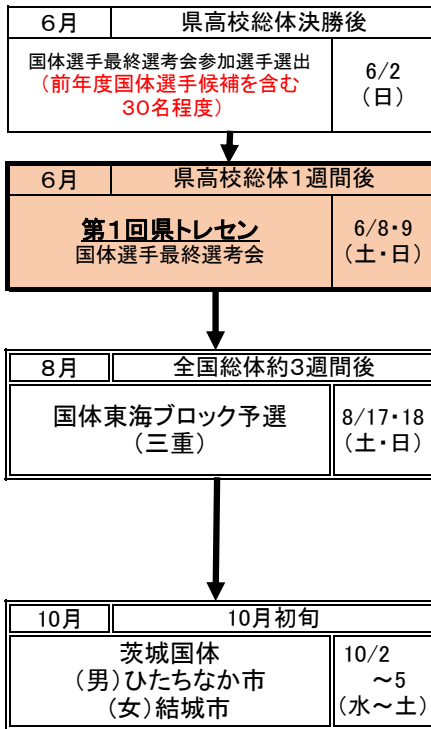 6月 県高校総体決勝後
国体選手最終選考会参加選手選出
(前年度国体選手候補を含む
30名程度)
6/2
(日)
6月 県高校総体1週間後
第1回県トレセン
国体選手最終選考会
6/8・9
(土・日)
8月 全国総体約3週間後
国体東海ブロック予選
(三重)
8/17・18
(土・日)
10月 10月初旬
茨城国体
(男)ひたちなか市
(女)結城市
10/2
~5
(水~土)